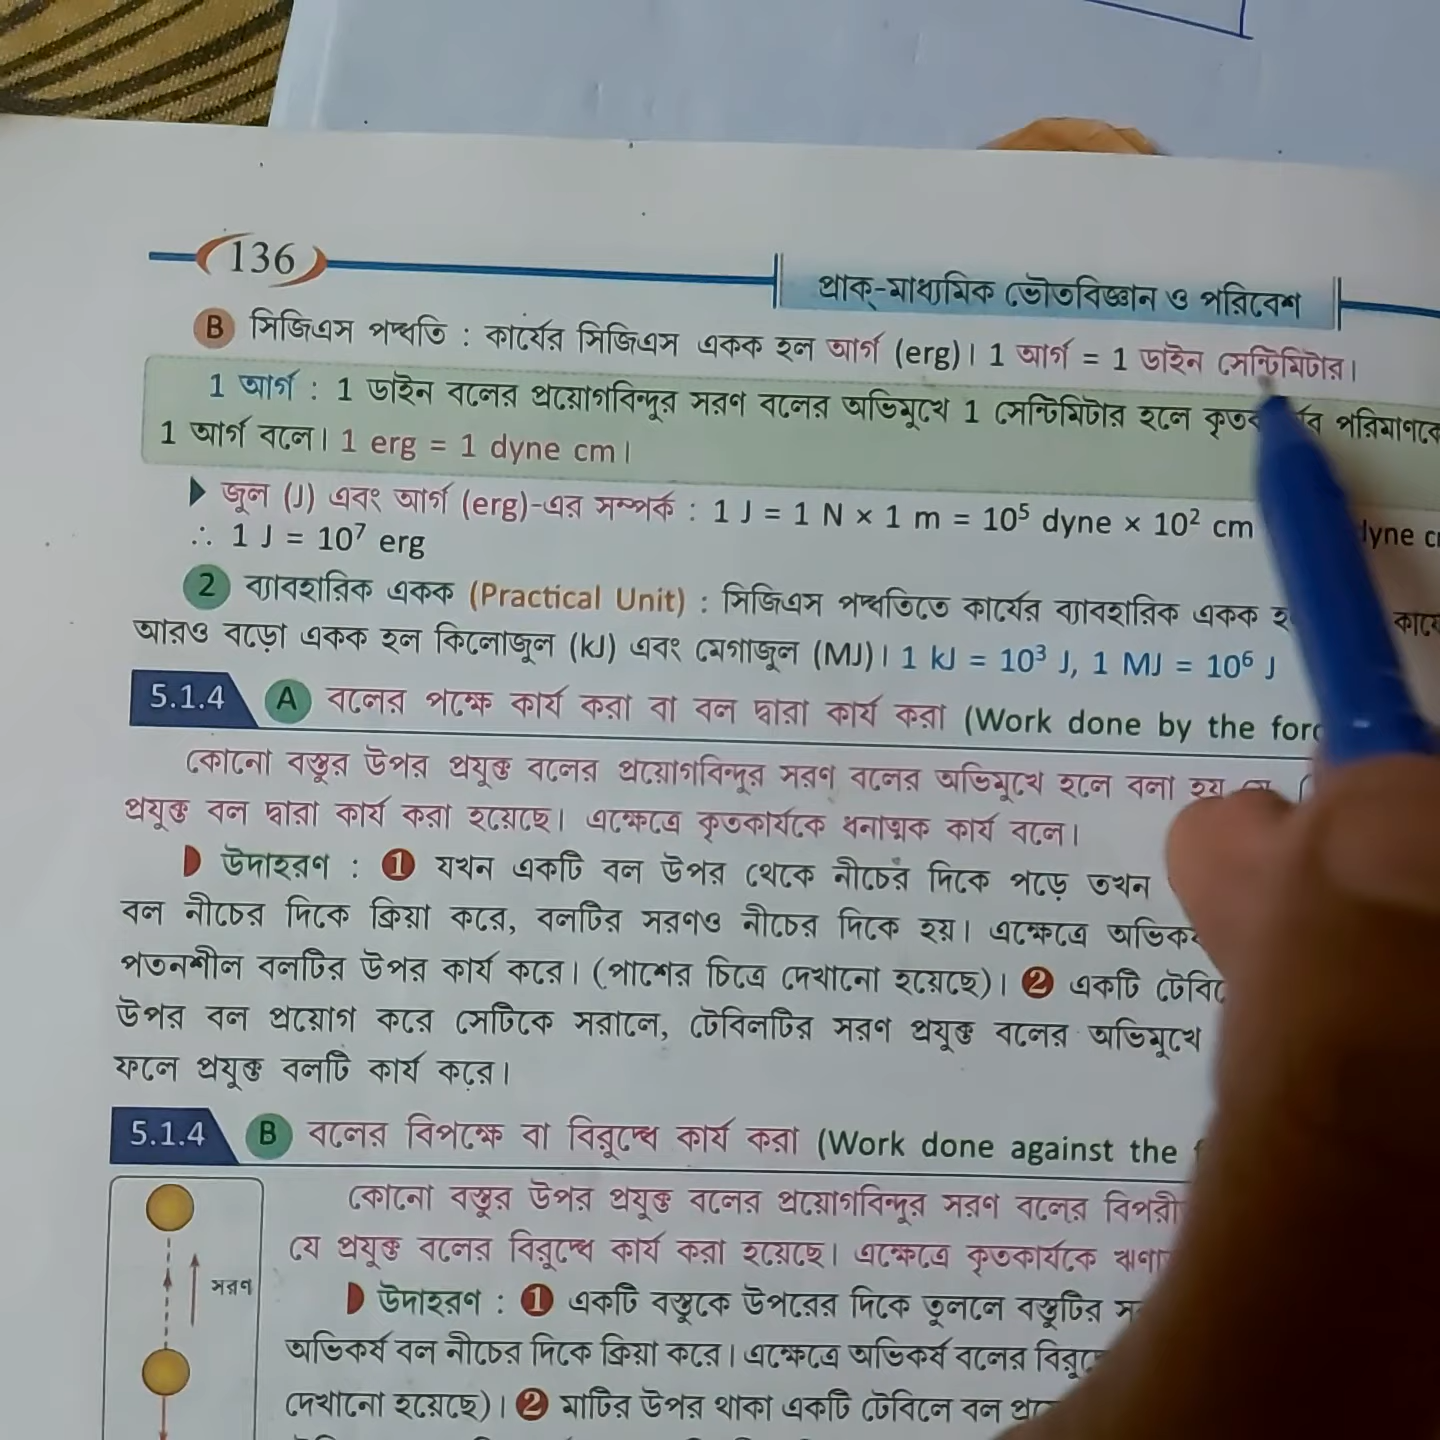 136
প্রাক্-মাধ্যমিক ভৌতবিজ্ঞান ও পরিবেশ
B সিজিএস পদ্ধতি : কার্যের সিজিএস একক হল আর্গ (erg)। 1 আর্গ = 1 ডাইন সেন্টিমিটার।
1 আর্গ : 1 ডাইন বলের প্রয়োগবিন্দুর সরণ বলের অভিমুখে 1 সেন্টিমিটার হলে পরিমাণকে
1 আর্গ বলে। 1 erg = 1 dyne cm।
▶ জুল (J) এবং আর্গ (erg)-এর সম্পর্ক : 1 J = 1 N × 1 m = 10⁵ dyne × 10² cm
∴ 1 J = 10⁷ erg
2 ব্যাবহারিক একক (Practical Unit) : সিজিএস পদ্ধতিতে কার্যের ব্যাবহারিক একক
আরও বড়ো একক হল কিলোজুল (kJ) এবং মেগাজুল (MJ)। 1 kJ = 10³ J, 1 MJ = 10⁶ J
5.1.4 A বলের পক্ষে কার্য করা বা বল দ্বারা কার্য করা (Work done by the
কোনো বস্তুর উপর প্রযুক্ত বলের প্রয়োগবিন্দুর সরণ বলের অভিমুখে হলে বলা হয়
প্রযুক্ত বল দ্বারা কার্য করা হয়েছে। এক্ষেত্রে কৃতকার্যকে ধনাত্মক কার্য বলে।
উদাহরণ : 1 যখন একটি বল উপর থেকে নীচের দিকে পড়ে তখন
বল নীচের দিকে ক্রিয়া করে, বলটির সরণও নীচের দিকে হয়। এক্ষেত্রে
পতনশীল বলটির উপর কার্য করে। (পাশের চিত্রে দেখানো হয়েছে)। 2 একটি
উপর বল প্রয়োগ করে সেটিকে সরালে, টেবিলটির সরণ প্রযুক্ত বলের অভিমুখে
ফলে প্রযুক্ত বলটি কার্য করে।
5.1.4 B বলের বিপক্ষে বা বিরুদ্ধে কার্য করা (Work done against the
কোনো বস্তুর উপর প্রযুক্ত বলের প্রয়োগবিন্দুর সরণ বলের
যে প্রযুক্ত বলের বিরুদ্ধে কার্য করা হয়েছে। এক্ষেত্রে কৃতকার্যকে
সরণ
উদাহরণ : 1 একটি বস্তুকে উপরের দিকে তুললে বস্তুটির
অভিকর্ষ বল নীচের দিকে ক্রিয়া করে। এক্ষেত্রে অভিকর্ষ বলের
দেখানো হয়েছে)। 2 মাটির উপর থাকা একটি টেবিলে বল